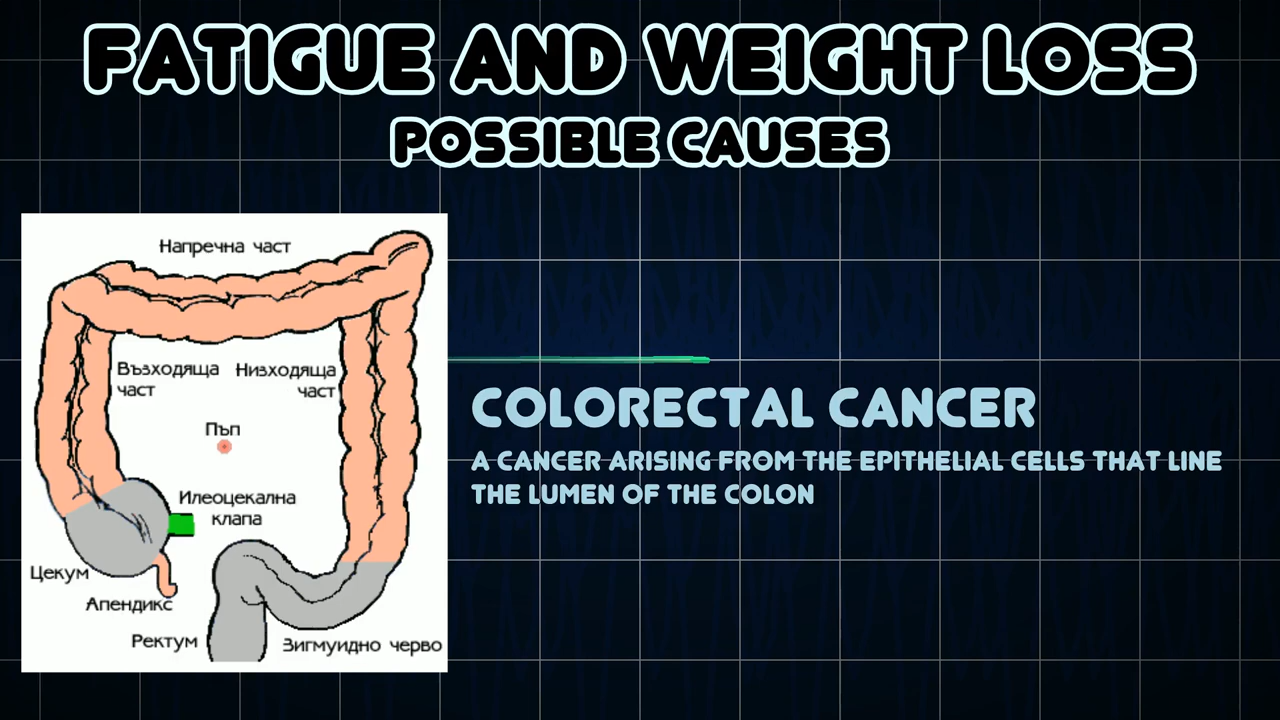 FATIGUE AND WEIGHT LOSS
POSSIBLE CAUSES
Напречна част
Възходяща
част
Низходяща
част
Пъп
Илеоцекална
клапа
Цекум
Апендикс
Ректум
Зигмуидно черво
COLORECTAL CANCER
A CANCER ARISING FROM THE EPITHELIAL CELLS THAT LINE
THE LUMEN OF THE COLON